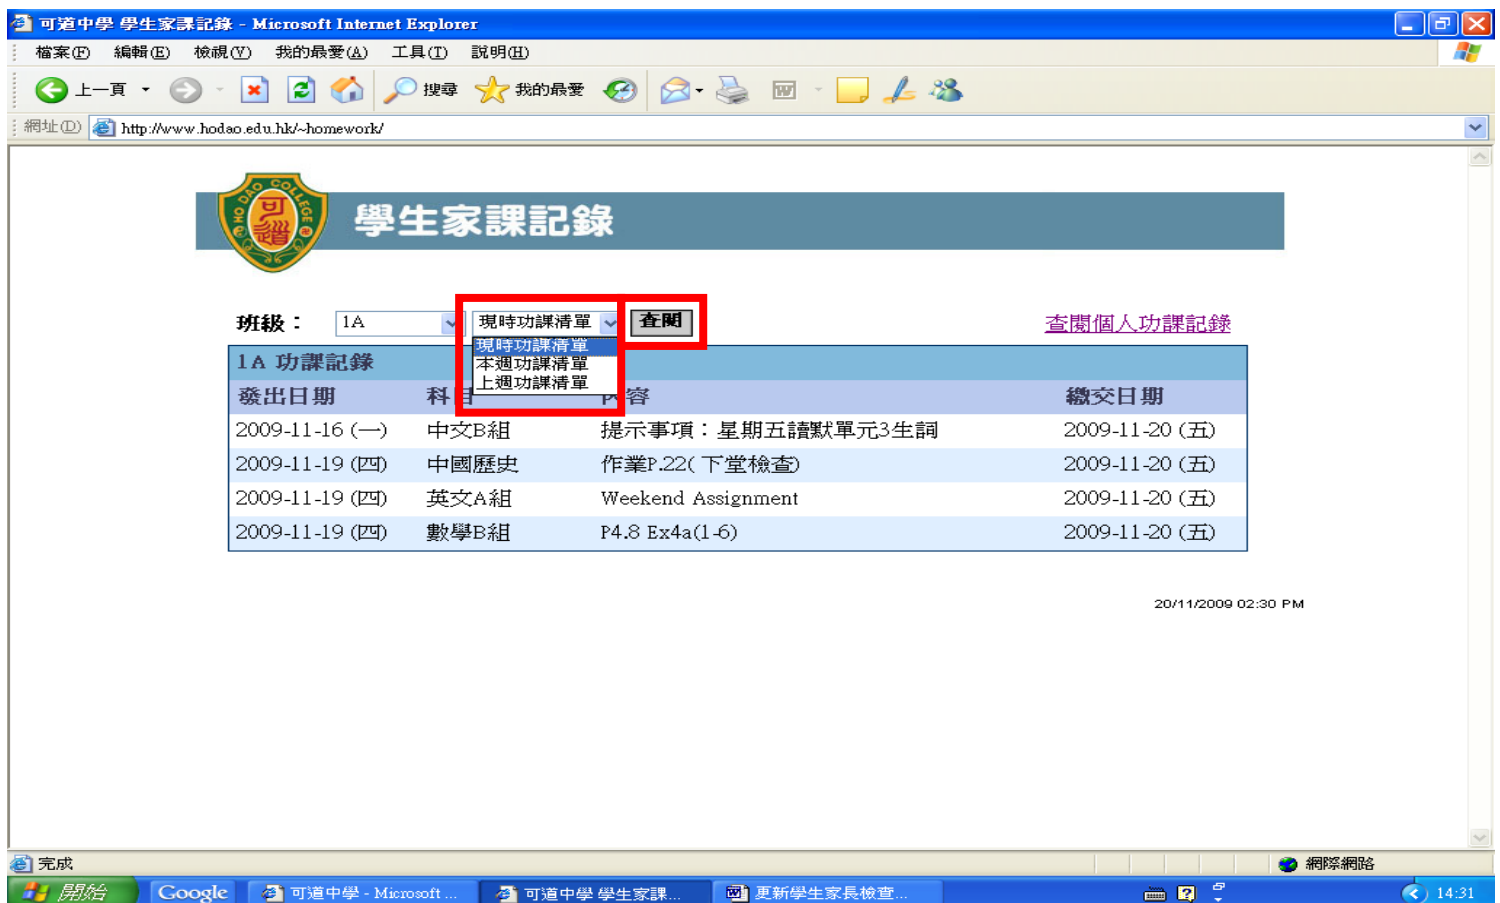 可道中學 學生家課記錄 - Microsoft Internet Explorer
檔案(F) 編輯(E) 檢視(V) 我的最愛(A) 工具(T) 說明(H)
上一頁 搜尋 我的最愛
網址(D) http://www.hodao.edu.hk/~homework/
HO DAO COLLEGE 可道
學生家課記錄
班級： 1A 現時功課清單 查閱 查閱個人功課記錄
現時功課清單
本週功課清單
上週功課清單
1A 功課記錄
發出日期 科目 內容 繳交日期
2009-11-16 (一) 中文B組 提示事項：星期五讀默單元3生詞 2009-11-20 (五)
2009-11-19 (四) 中國歷史 作業P.22( 下堂檢查) 2009-11-20 (五)
2009-11-19 (四) 英文A組 Weekend Assignment 2009-11-20 (五)
2009-11-19 (四) 數學B組 P4.8 Ex4a(1-6) 2009-11-20 (五)
20/11/2009 02:30 PM
完成 網際網路
開始 Google 可道中學 - Microsoft ... 可道中學 學生家課... 更新學生家長檢查... 14:31